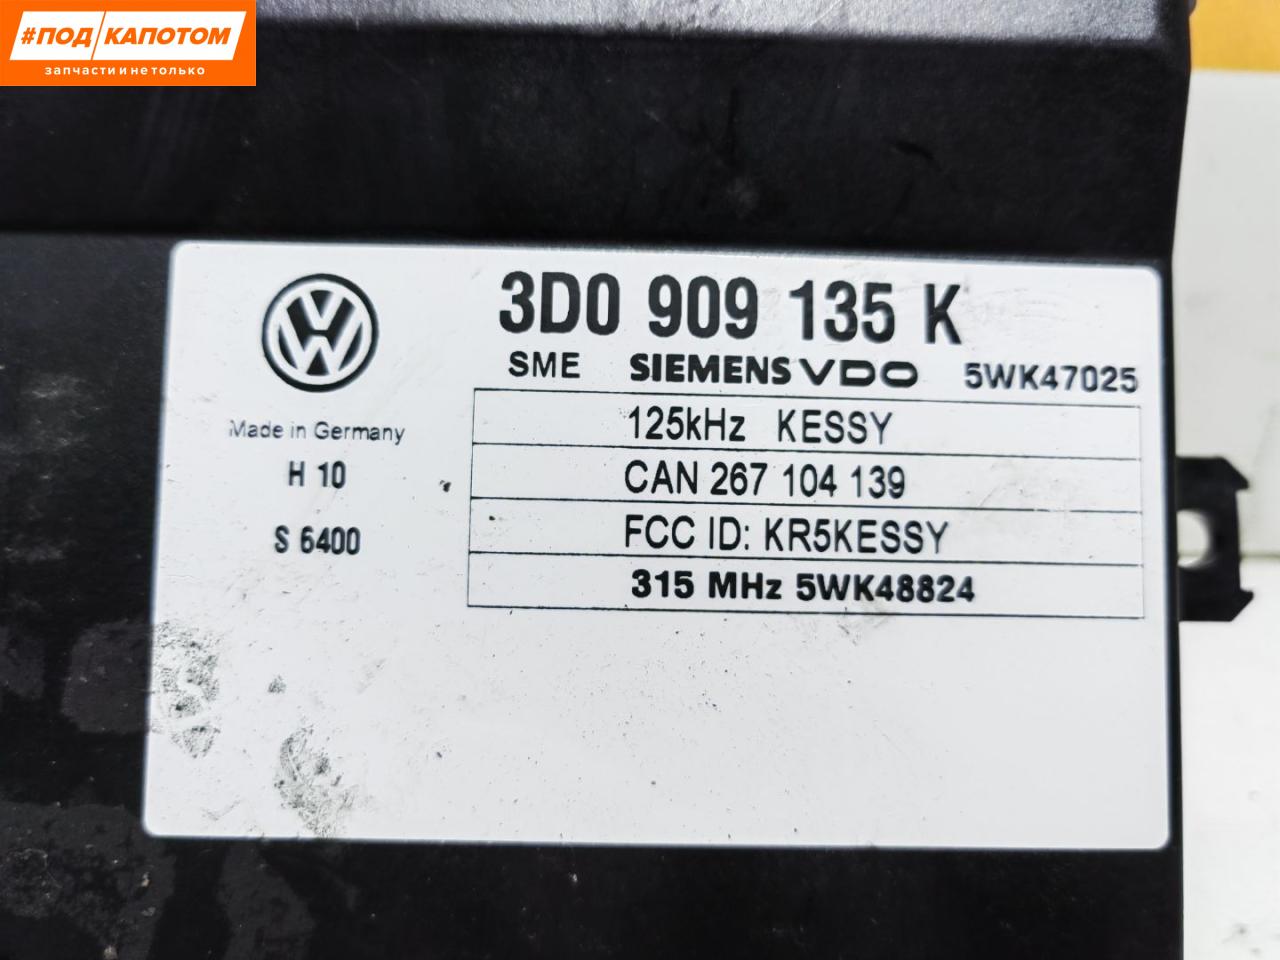 #ПОД КАПОТОМ
запчасти и не только
3D0 909 135 K
SME SIEMENS VDO 5WK47025
Made in Germany
H 10
S 6400
125kHz KESSY
CAN 267 104 139
FCC ID: KR5KESSY
315 MHz 5WK48824